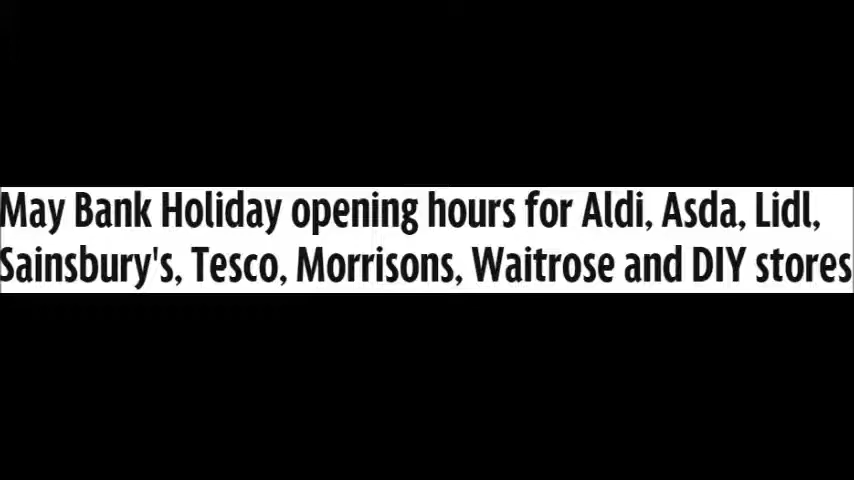 May Bank Holiday opening hours for Aldi, Asda, Lidl,
Sainsbury's, Tesco, Morrisons, Waitrose and DIY stores